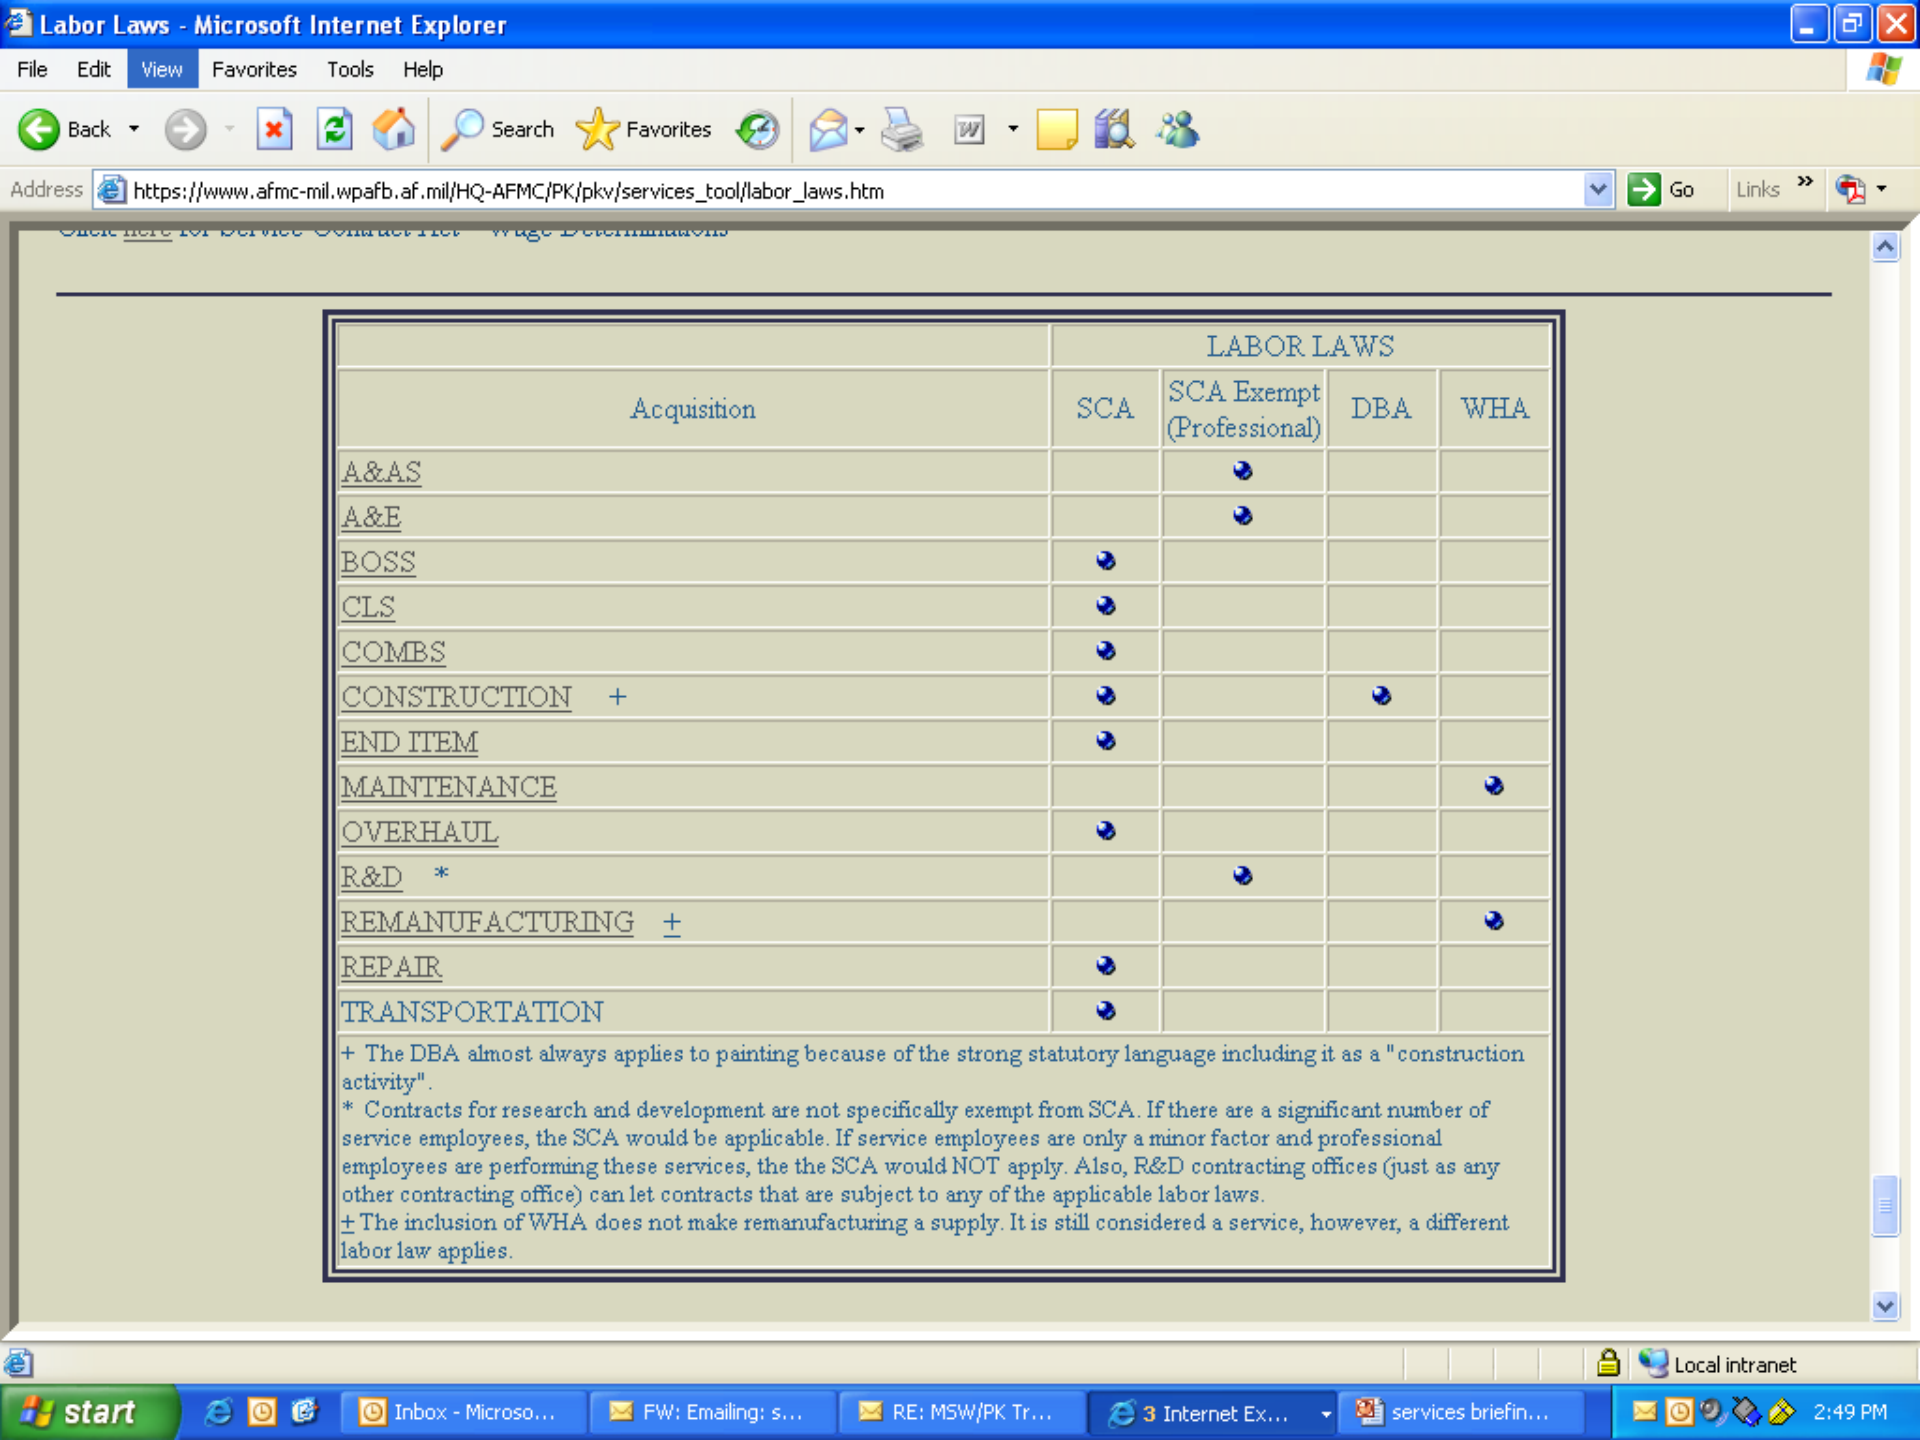 Labor Laws - Microsoft Internet Explorer
File Edit View Favorites Tools Help
Back Search Favorites
Address https://www.afmc-mil.wpafb.af.mil/HQ-AFMC/PK/pkv/services_tool/labor_laws.htm Go Links »
Click here for Service Contract Act Wage Determinations
LABOR LAWS
Acquisition SCA SCA Exempt (Professional) DBA WHA
A&AS
A&E
BOSS
CLS
COMBS
CONSTRUCTION +
END ITEM
MAINTENANCE
OVERHAUL
R&D *
REMANUFACTURING ±
REPAIR
TRANSPORTATION
+ The DBA almost always applies to painting because of the strong statutory language including it as a "construction
activity".
* Contracts for research and development are not specifically exempt from SCA. If there are a significant number of
service employees, the SCA would be applicable. If service employees are only a minor factor and professional
employees are performing these services, the the SCA would NOT apply. Also, R&D contracting offices (just as any
other contracting office) can let contracts that are subject to any of the applicable labor laws.
± The inclusion of WHA does not make remanufacturing a supply. It is still considered a service, however, a different
labor law applies.
Local intranet
start Inbox - Microso... FW: Emailing: s... RE: MSW/PK Tr... 3 Internet Ex... services briefin... 2:49 PM